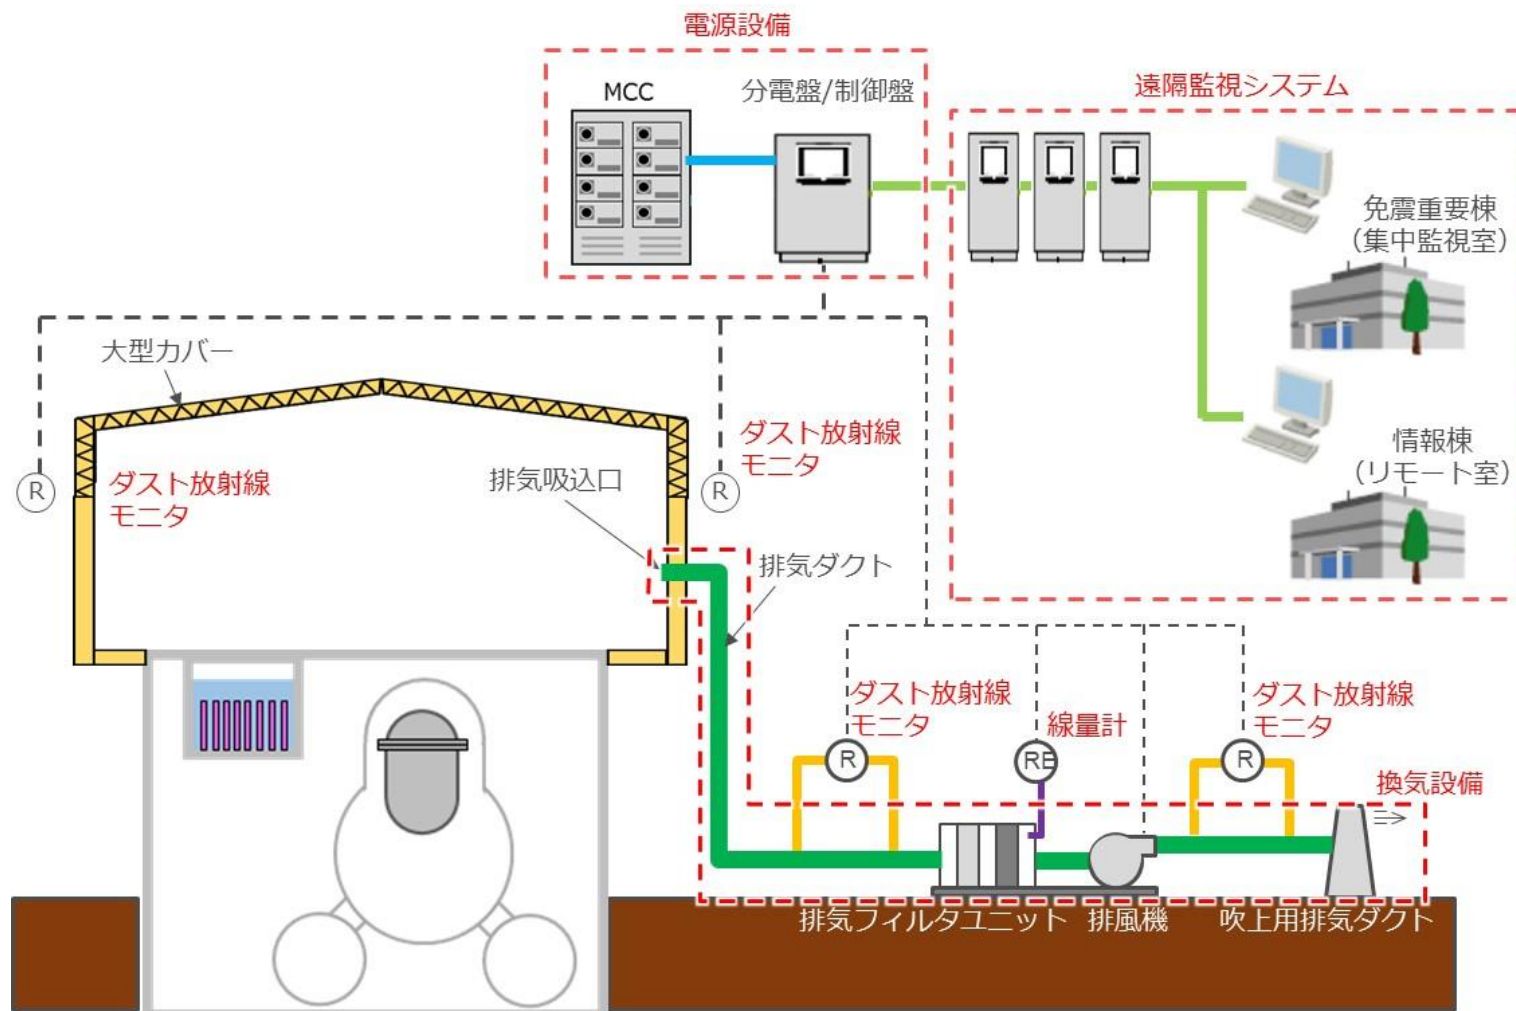 電源設備
MCC
分電盤/制御盤
遠隔監視システム
免震重要棟
（集中監視室）
大型カバー
ダスト放射線
モニタ
R
ダスト放射線
モニタ
R
排気吸込口
情報棟
（リモート室）
排気ダクト
ダスト放射線
モニタ
R
線量計
RE
ダスト放射線
モニタ
R
換気設備
排気フィルタユニット
排風機
吹上用排気ダクト